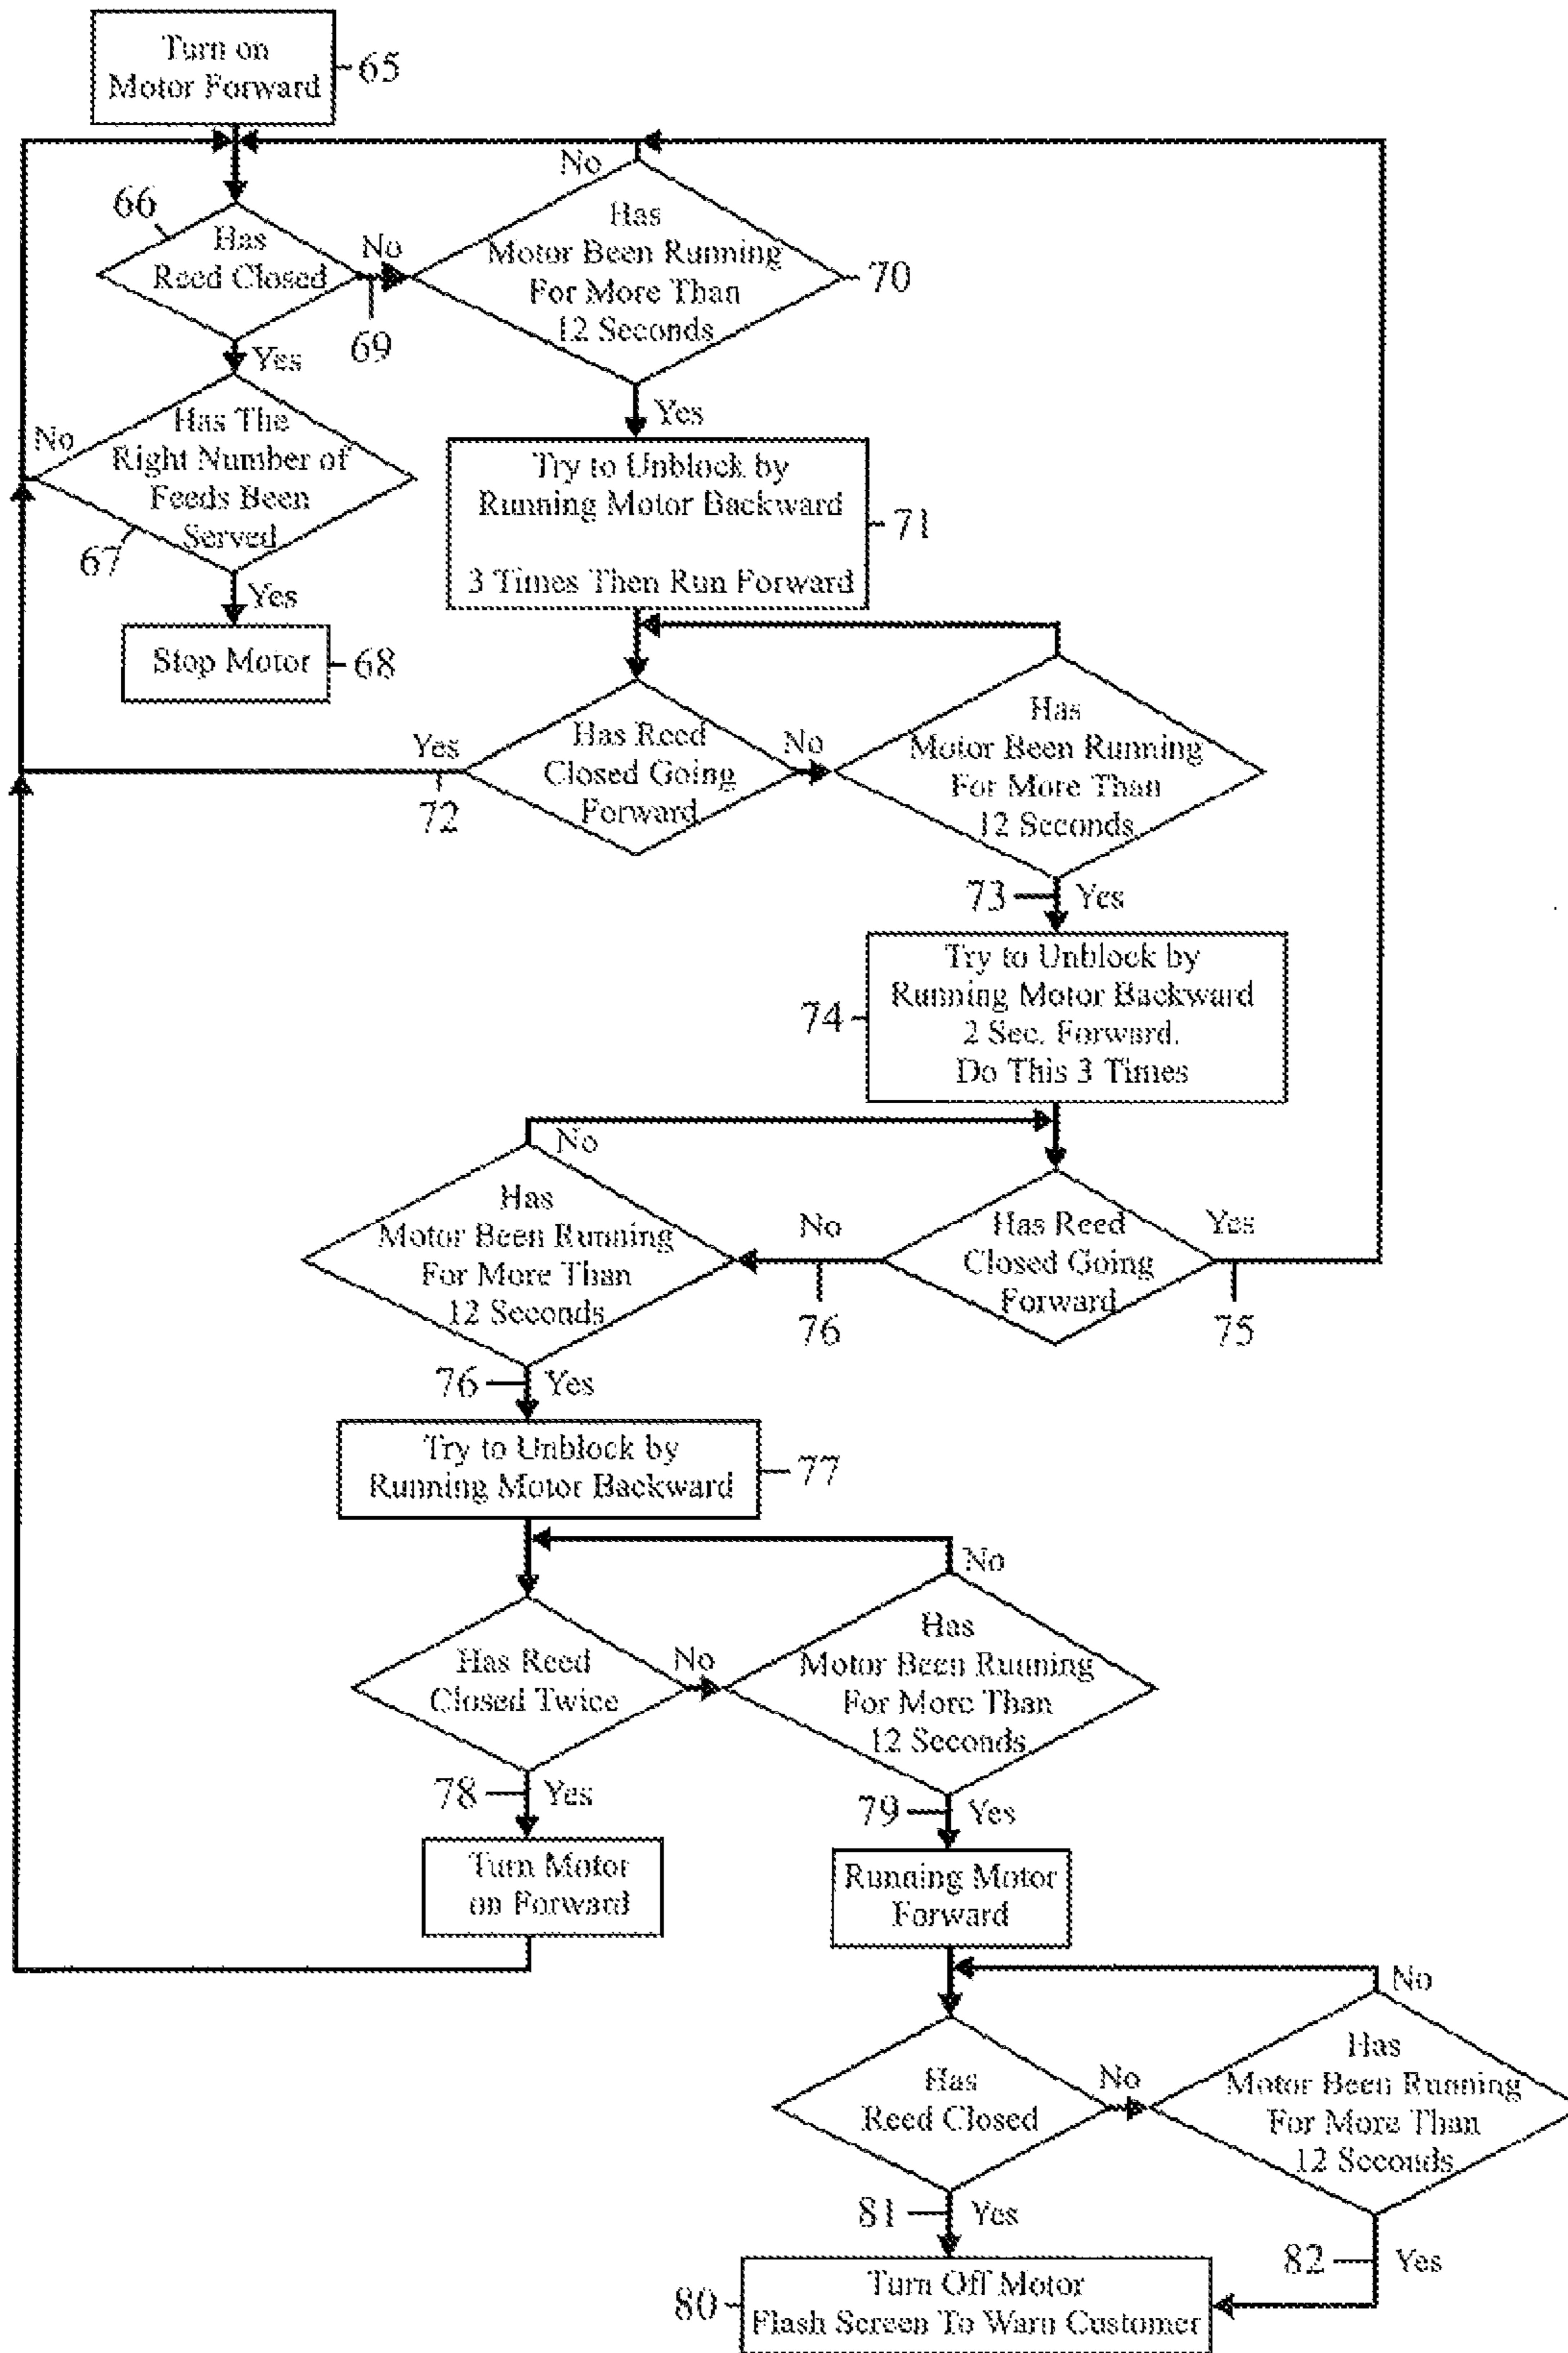 Turn on
Motor Forward
65
66
Has
Reed Closed
No
69
No
Has
Motor Been Running
For More Than
12 Seconds
70
Yes
No
Has The
Right Number of
Feeds Been
Served
67
Yes
Stop Motor
68
Yes
Try to Unblock by
Running Motor Backward
3 Times Then Run Forward
71
Yes
72
Has Reed
Closed Going
Forward
No
Has
Motor Been Running
For More Than
12 Seconds
73
Yes
Try to Unblock by
Running Motor Backward
2 Sec. Forward.
Do This 3 Times
74
No
Has
Motor Been Running
For More Than
12 Seconds
No
76
Has Reed
Closed Going
Forward
Yes
75
76
Yes
Try to Unblock by
Running Motor Backward
77
Has Reed
Closed Twice
No
No
Has
Motor Been Running
For More Than
12 Seconds
78
Yes
79
Yes
Turn Motor
on Forward
Running Motor
Forward
Has
Reed Closed
No
No
Has
Motor Been Running
For More Than
12 Seconds
81
Yes
82
Yes
80
Turn Off Motor
Flash Screen To Warn Customer